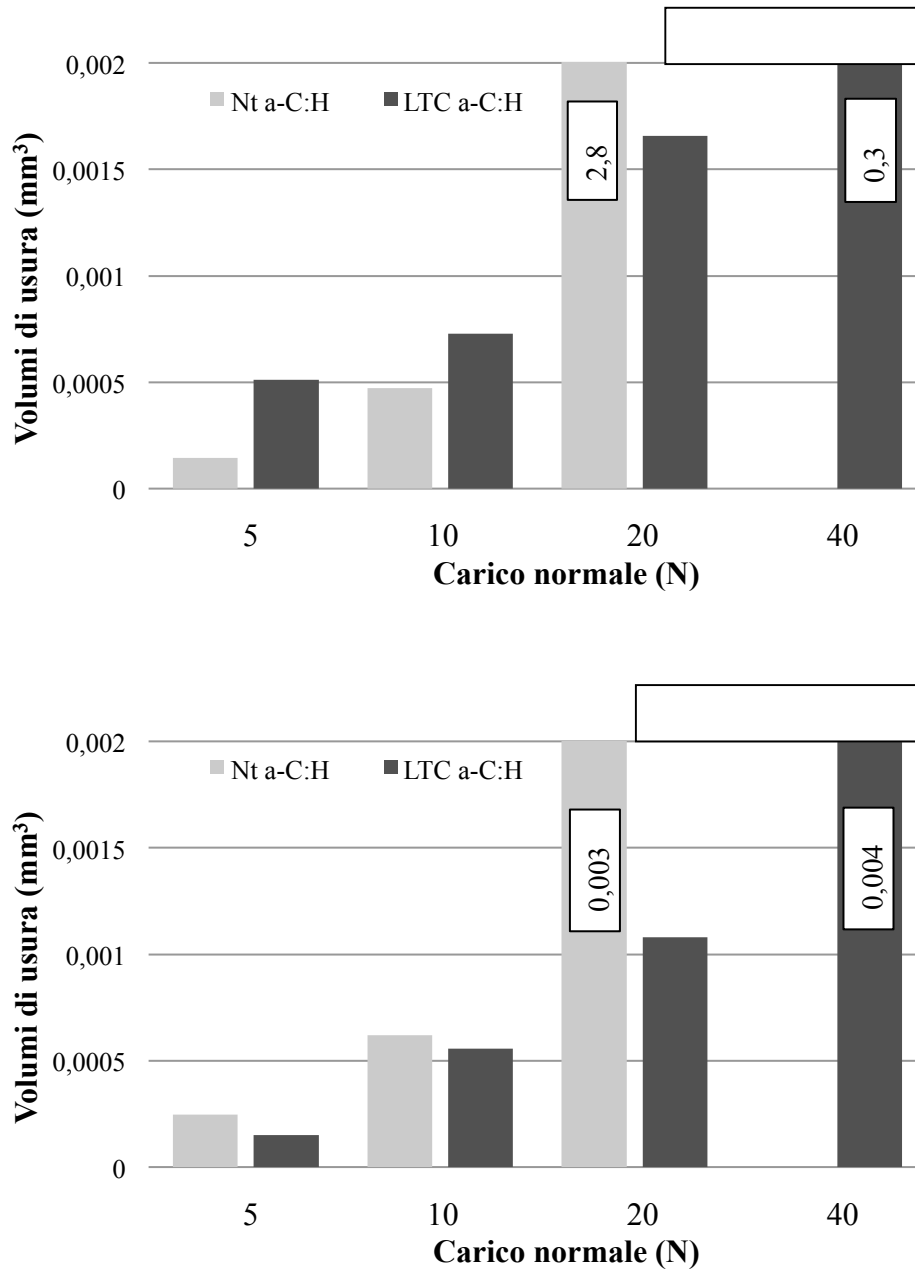 0,002
Nt a-C:H
LTC a-C:H
0,0015
0,001
0,0005
0
Volumi di usura (mm³)
2,8
0,3
5
10
20
40
Carico normale (N)
0,002
Nt a-C:H
LTC a-C:H
0,0015
0,001
0,0005
0
Volumi di usura (mm³)
0,003
0,004
5
10
20
40
Carico normale (N)